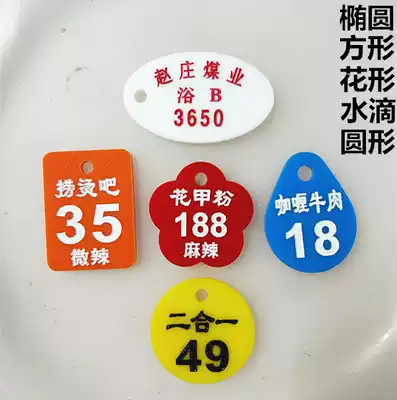 椭圆
方形
花形
水滴
圆形
赵庄煤业
浴 B
3650
捞烫吧
35
微辣
花甲粉
188
麻辣
咖喱牛肉
18
二合一
49